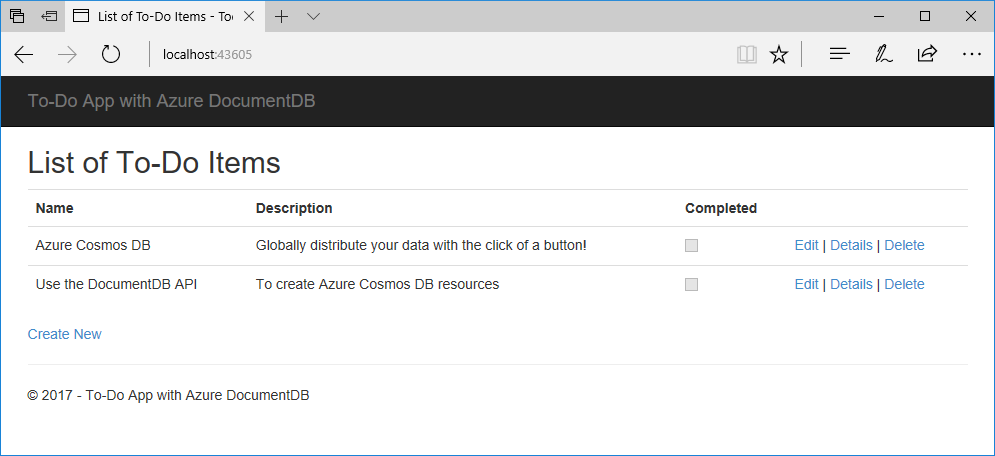 List of To-Do Items - To
localhost:43605
To-Do App with Azure DocumentDB
List of To-Do Items
Name Description Completed
Azure Cosmos DB Globally distribute your data with the click of a button! Edit | Details | Delete
Use the DocumentDB API To create Azure Cosmos DB resources Edit | Details | Delete
Create New
© 2017 - To-Do App with Azure DocumentDB